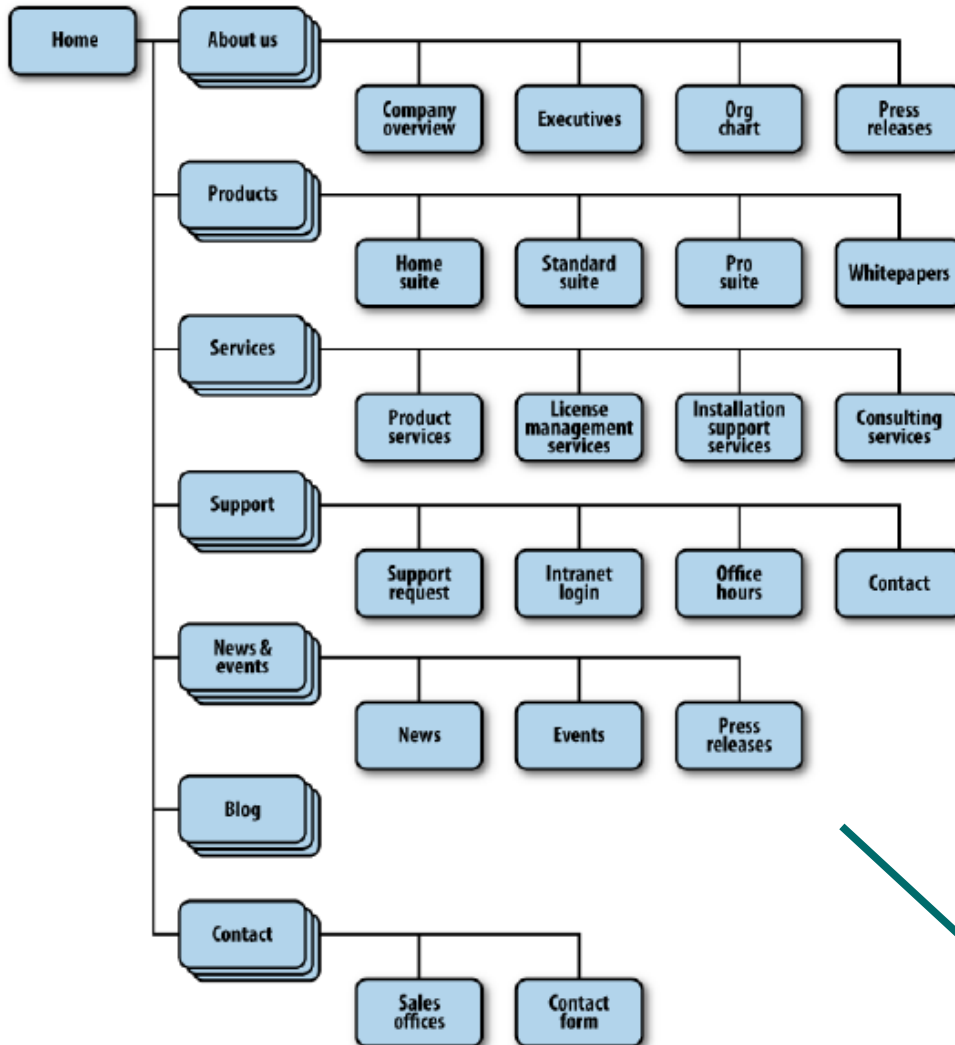 Home
About us
Company
overview
Executives
Org
chart
Press
releases
Products
Home
suite
Standard
suite
Pro
suite
Whitepapers
Services
Product
services
License
management
services
Installation
support
services
Consulting
services
Support
Support
request
Intranet
login
Office
hours
Contact
News &
events
News
Events
Press
releases
Blog
Contact
Sales
offices
Contact
form